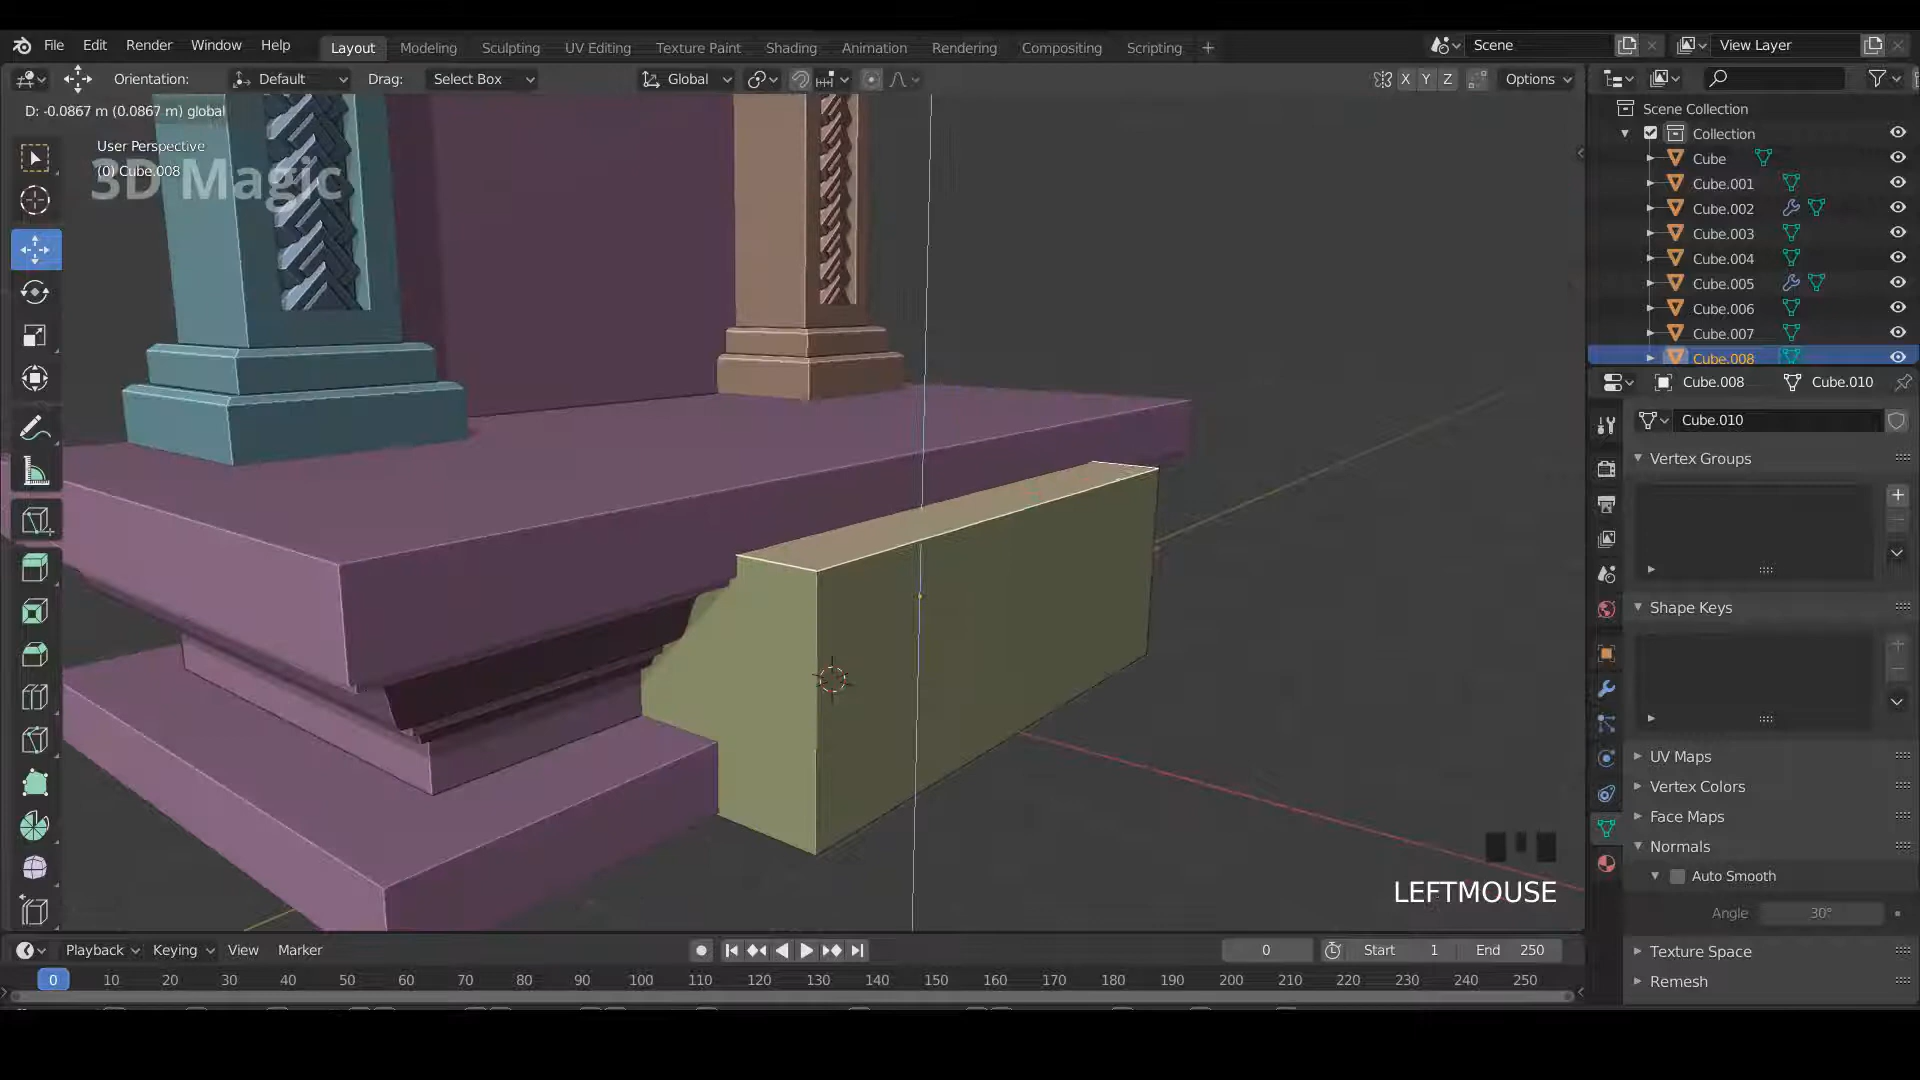 File Edit Render Window Help Layout Modeling Sculpting UV Editing Texture Paint Shading Animation Rendering Compositing Scripting + Scene View Layer
Orientation: Default Drag: Select Box Global X Y Z Options
D: -0.0867 m (0.0867 m) global
User Perspective
(0) Cube.008
3D Magic
Scene Collection
Collection
Cube
Cube.001
Cube.002
Cube.003
Cube.004
Cube.005
Cube.006
Cube.007
Cube.008
Cube.008 Cube.010
Cube.010
Vertex Groups
Shape Keys
UV Maps
Vertex Colors
Face Maps
Normals
Auto Smooth
Angle 30°
Texture Space
Remesh
LEFTMOUSE
Playback Keying View Marker 0 Start 1 End 250
0 10 20 30 40 50 60 70 80 90 100 110 120 130 140 150 160 170 180 190 200 210 220 230 240 250